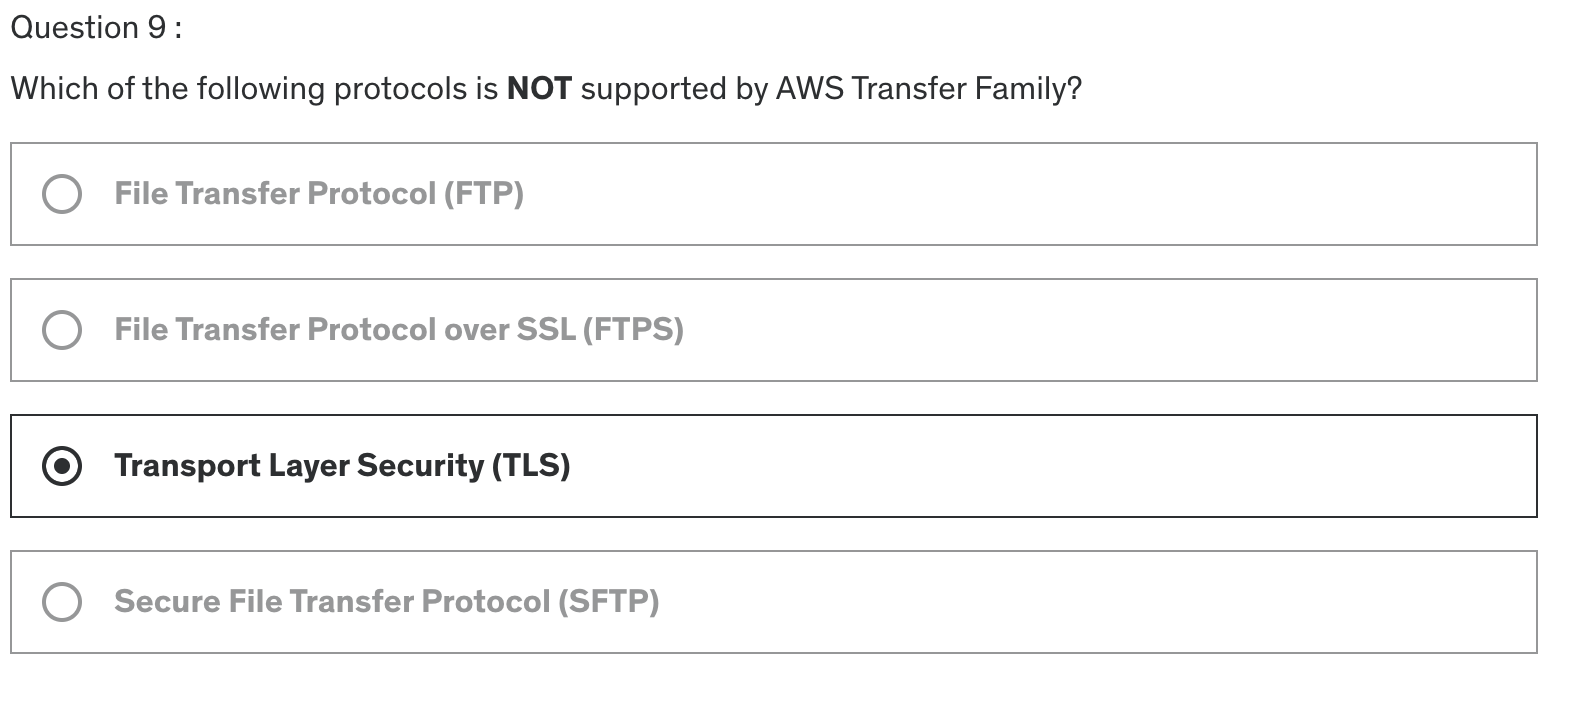 Question 9 :
Which of the following protocols is NOT supported by AWS Transfer Family?
File Transfer Protocol (FTP)
File Transfer Protocol over SSL (FTPS)
Transport Layer Security (TLS)
Secure File Transfer Protocol (SFTP)